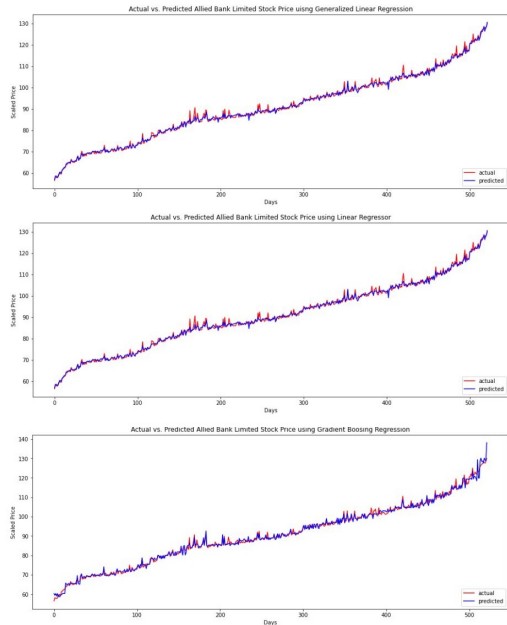 Actual vs. Predicted Allied Bank Limited Stock Price uisng Generalized Linear Regression
130
120
110
100
90
80
70
60
Scaled Price
0 100 200 300 400 500
Days
actual
predicted
Actual vs. Predicted Allied Bank Limited Stock Price using Linear Regressor
130
120
110
100
90
80
70
60
Scaled Price
0 100 200 300 400 500
Days
actual
predicted
Actual vs. Predicted Allied Bank Limited Stock Price using Gradient Boosing Regression
140
130
120
110
100
90
80
70
60
Scaled Price
0 100 200 300 400 500
Days
actual
predicted